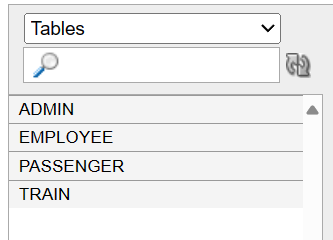 Tables
ADMIN
EMPLOYEE
PASSENGER
TRAIN